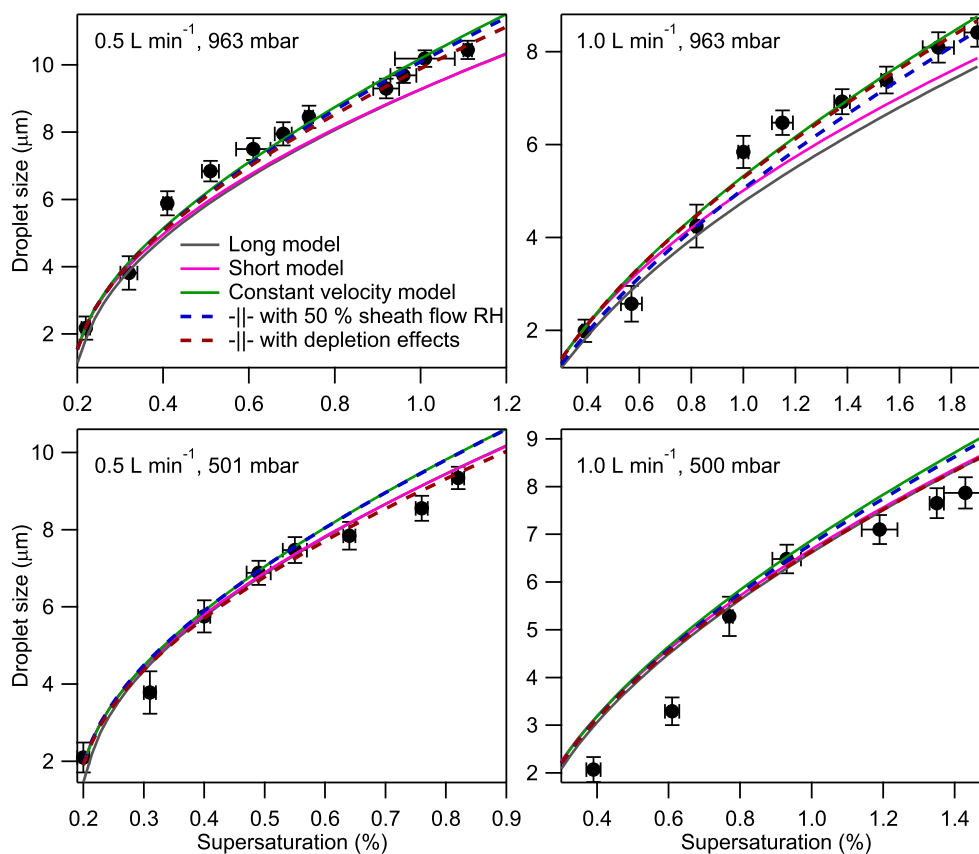 0.5 L min⁻¹, 963 mbar
10
8
6
4
2
Droplet size (μm)
Long model
Short model
Constant velocity model
-||- with 50 % sheath flow RH
-||- with depletion effects
0.2 0.4 0.6 0.8 1.0 1.2
1.0 L min⁻¹, 963 mbar
8
6
4
2
0.4 0.6 0.8 1.0 1.2 1.4 1.6 1.8
0.5 L min⁻¹, 501 mbar
10
8
6
4
2
Droplet size (μm)
0.2 0.3 0.4 0.5 0.6 0.7 0.8 0.9
Supersaturation (%)
1.0 L min⁻¹, 500 mbar
9
8
7
6
5
4
3
2
0.4 0.6 0.8 1.0 1.2 1.4
Supersaturation (%)